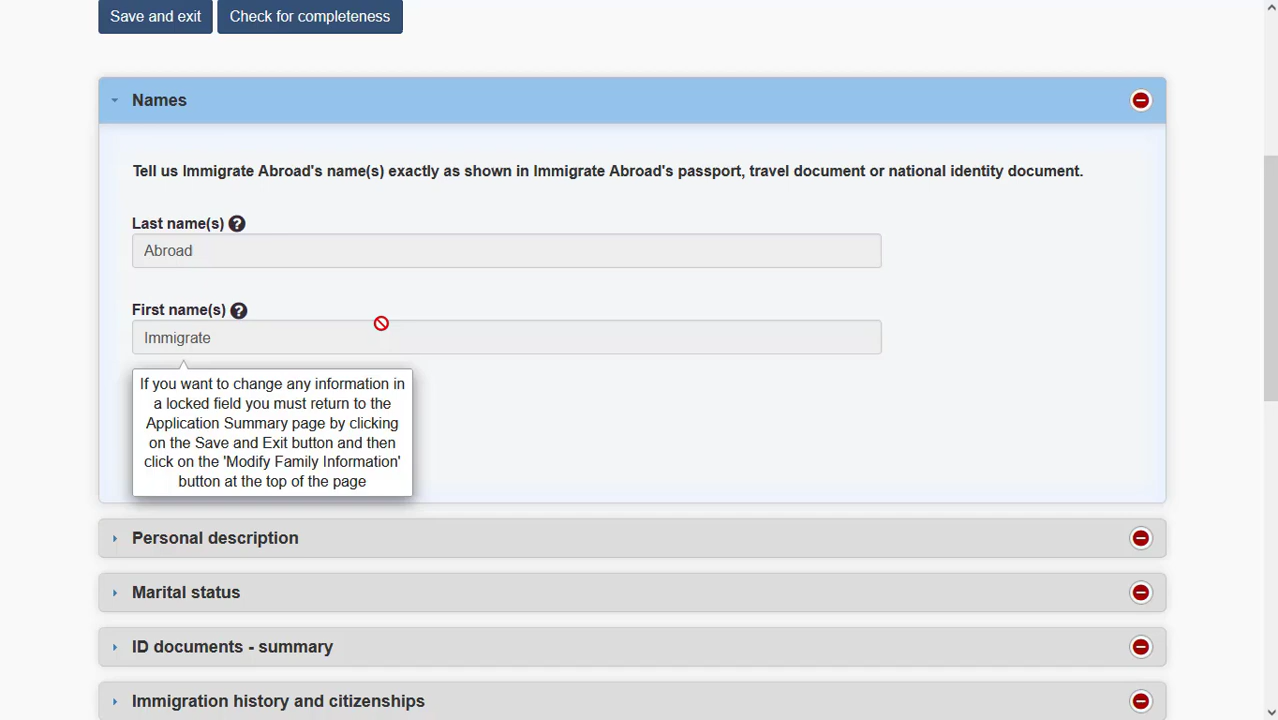 Save and exit
Check for completeness
Names
Tell us Immigrate Abroad's name(s) exactly as shown in Immigrate Abroad's passport, travel document or national identity document.
Last name(s)
Abroad
First name(s)
Immigrate
If you want to change any information in
a locked field you must return to the
Application Summary page by clicking
on the Save and Exit button and then
click on the 'Modify Family Information'
button at the top of the page
Personal description
Marital status
ID documents - summary
Immigration history and citizenships